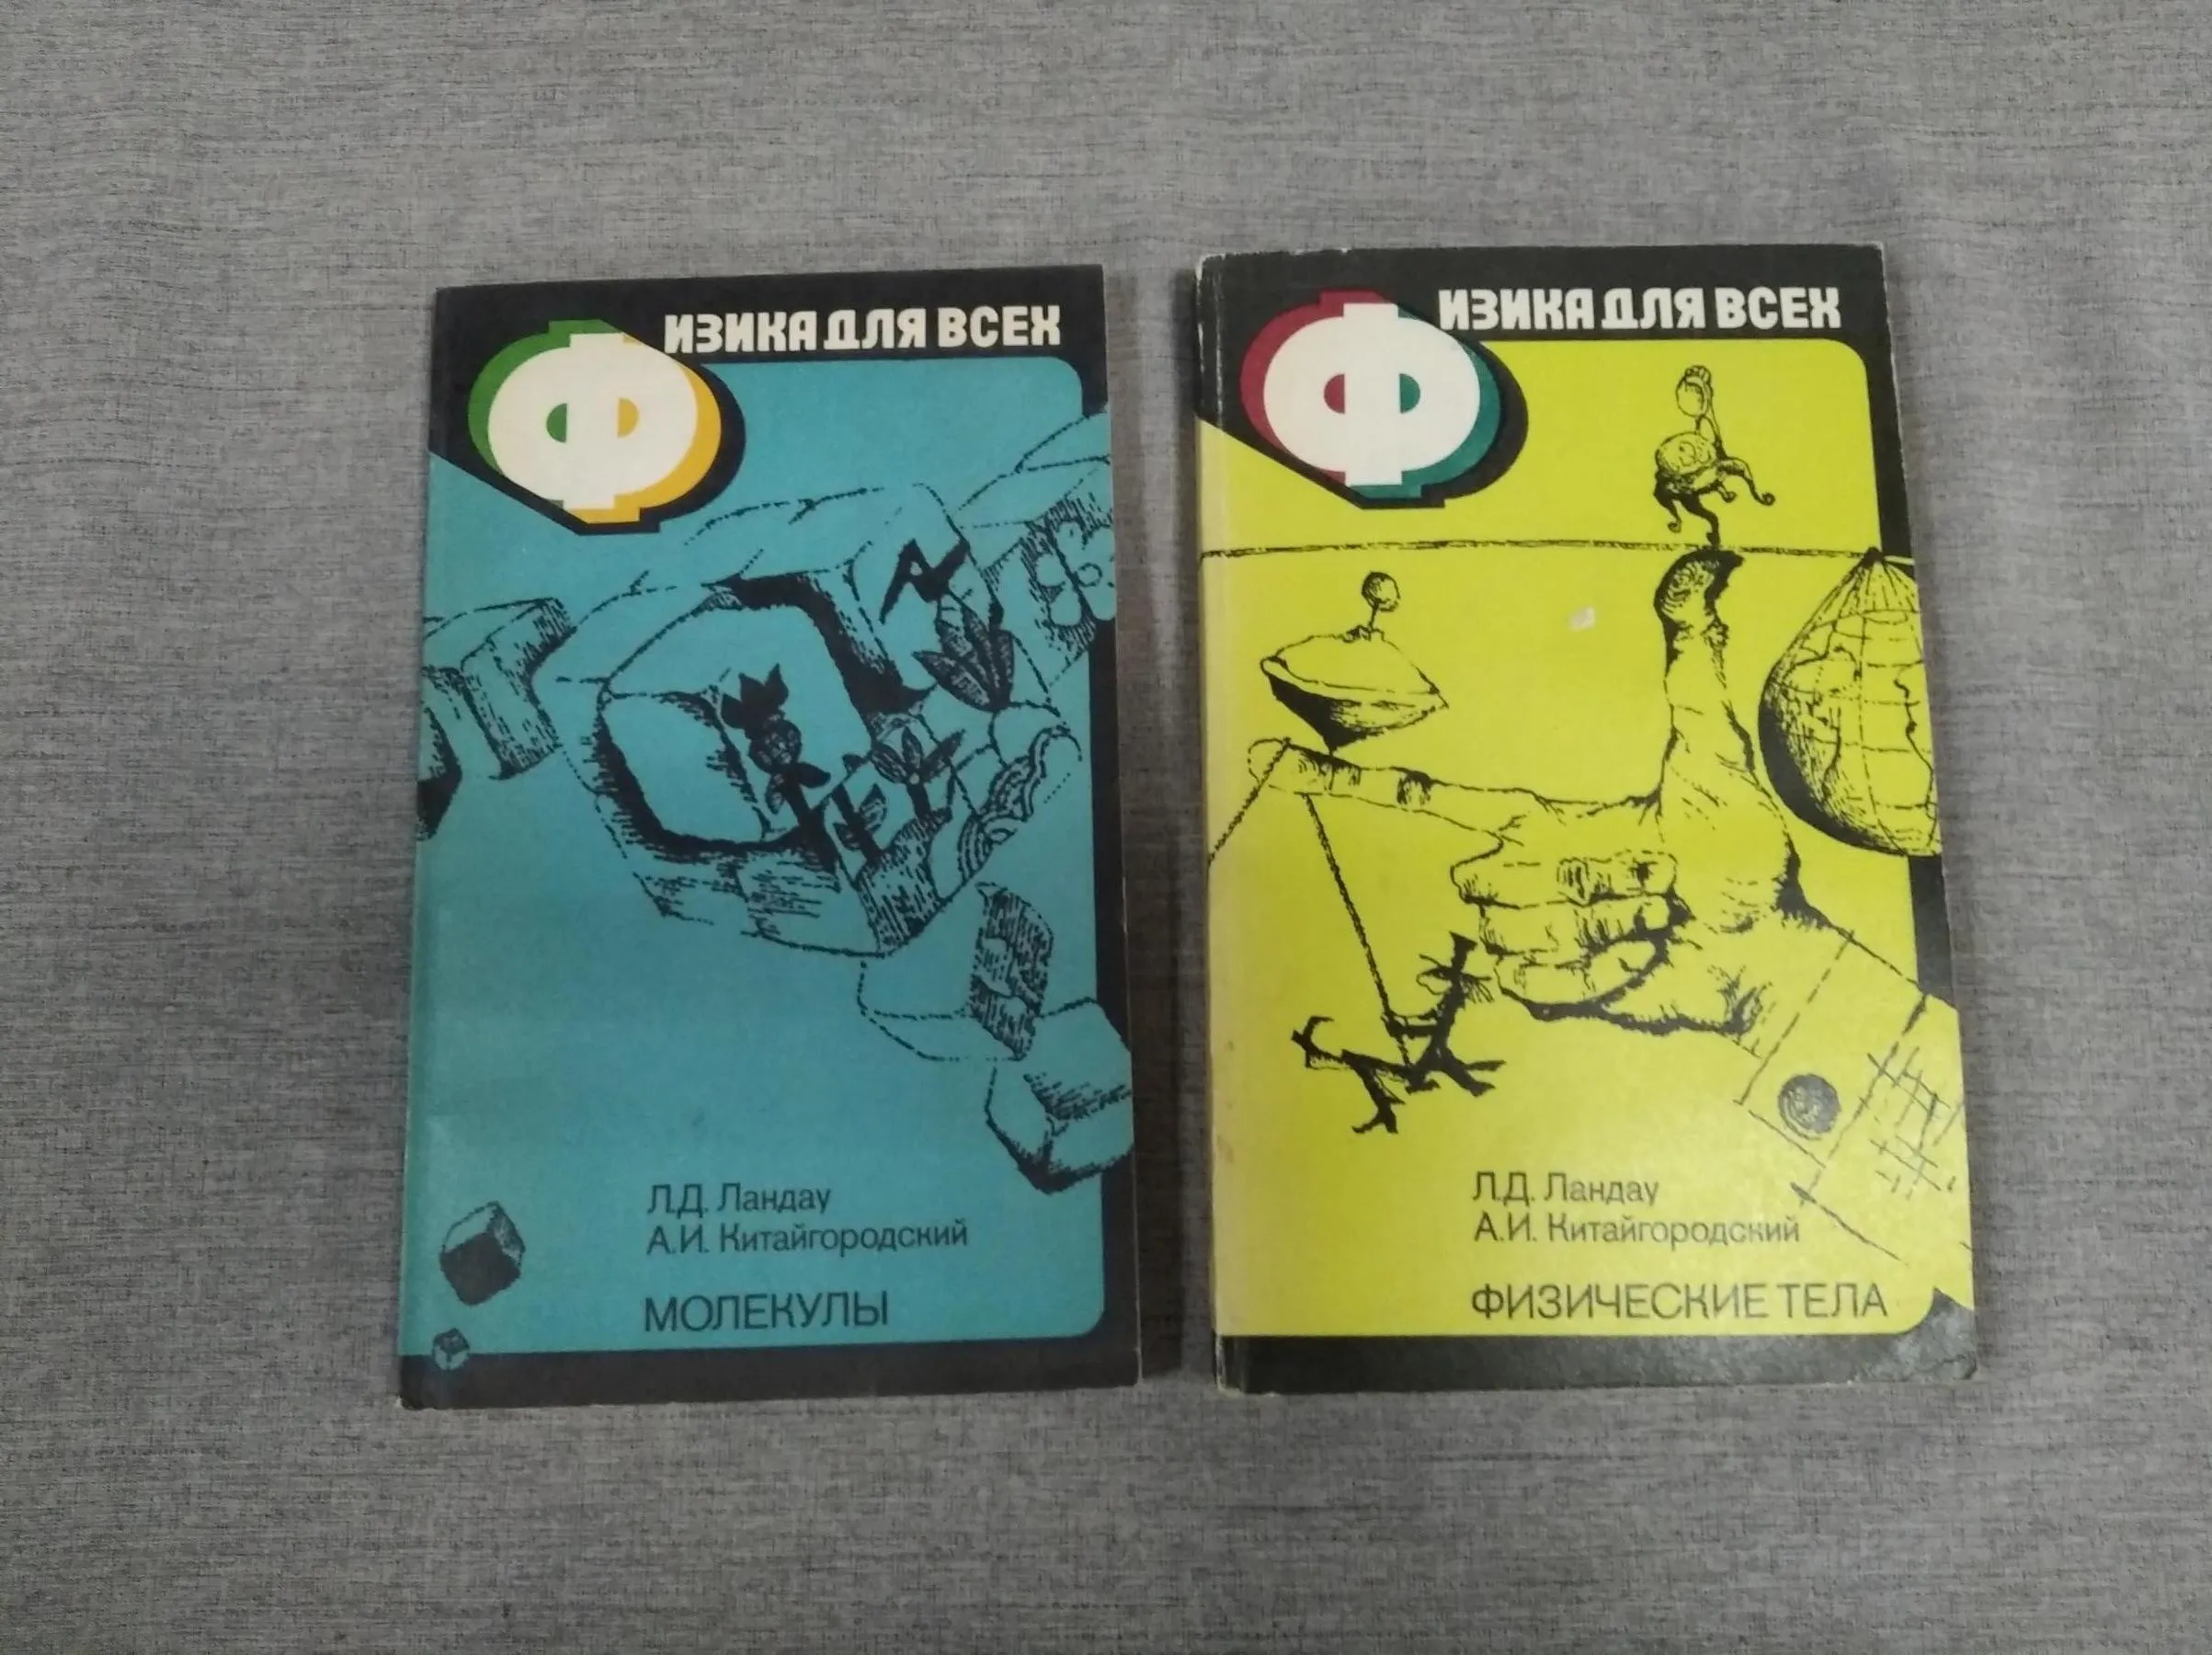 ФИЗИКА ДЛЯ ВСЕХ
Л.Д. Ландау
А.И. Китайгородский
МОЛЕКУЛЫ
ФИЗИКА ДЛЯ ВСЕХ
Л.Д. Ландау
А.И. Китайгородский
ФИЗИЧЕСКИЕ ТЕЛА